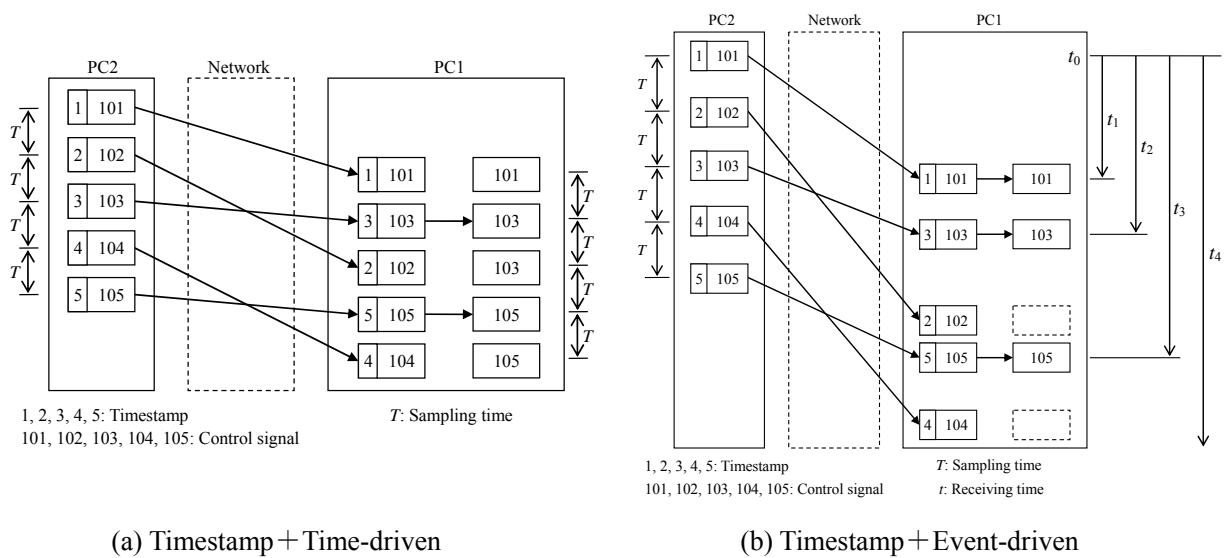 PC2 Network PC1
1 101
2 102
3 103
4 104
5 105
T
T
T
T
1 101 101
3 103 103
2 102 103
5 105 105
4 104 105
T
T
T
T
1, 2, 3, 4, 5: Timestamp
101, 102, 103, 104, 105: Control signal
T: Sampling time
(a) Timestamp+Time-driven
PC2 Network PC1
1 101
2 102
3 103
4 104
5 105
T
T
T
T
1 101 101
3 103 103
2 102
5 105 105
4 104
t0
t1
t2
t3
t4
1, 2, 3, 4, 5: Timestamp
101, 102, 103, 104, 105: Control signal
T: Sampling time
t: Receiving time
(b) Timestamp+Event-driven